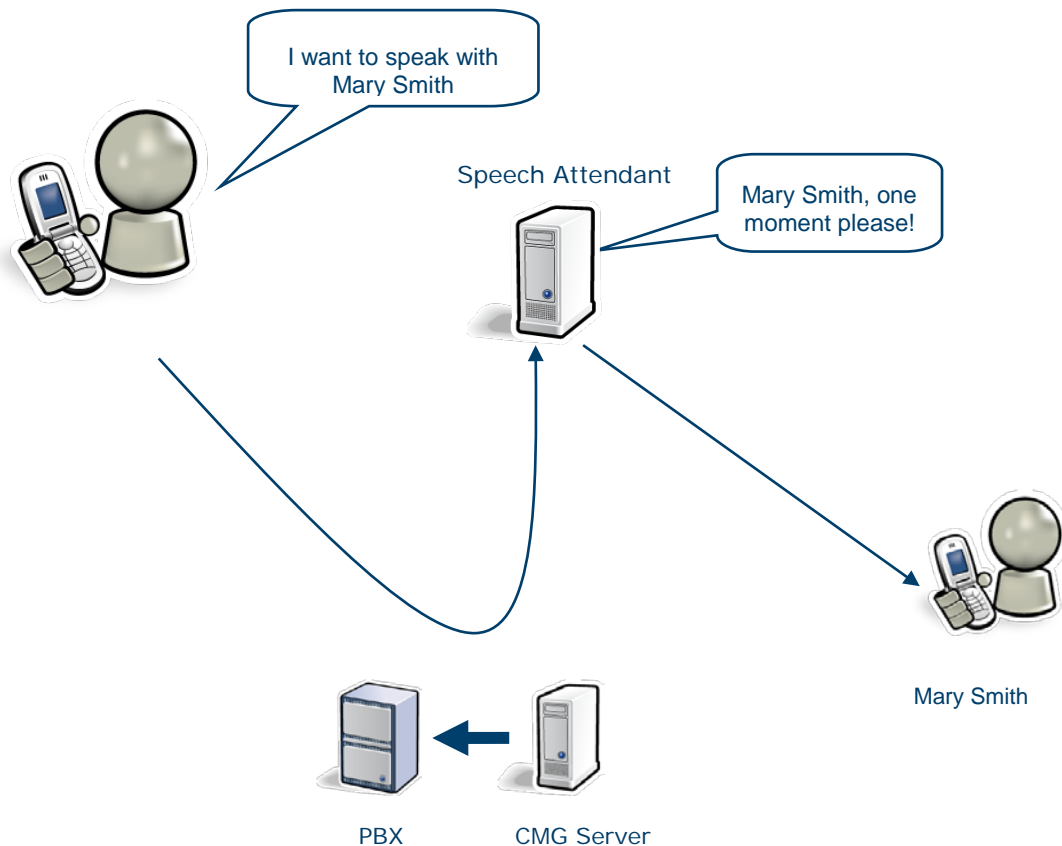 I want to speak with
Mary Smith
Speech Attendant
Mary Smith, one
moment please!
Mary Smith
PBX
CMG Server